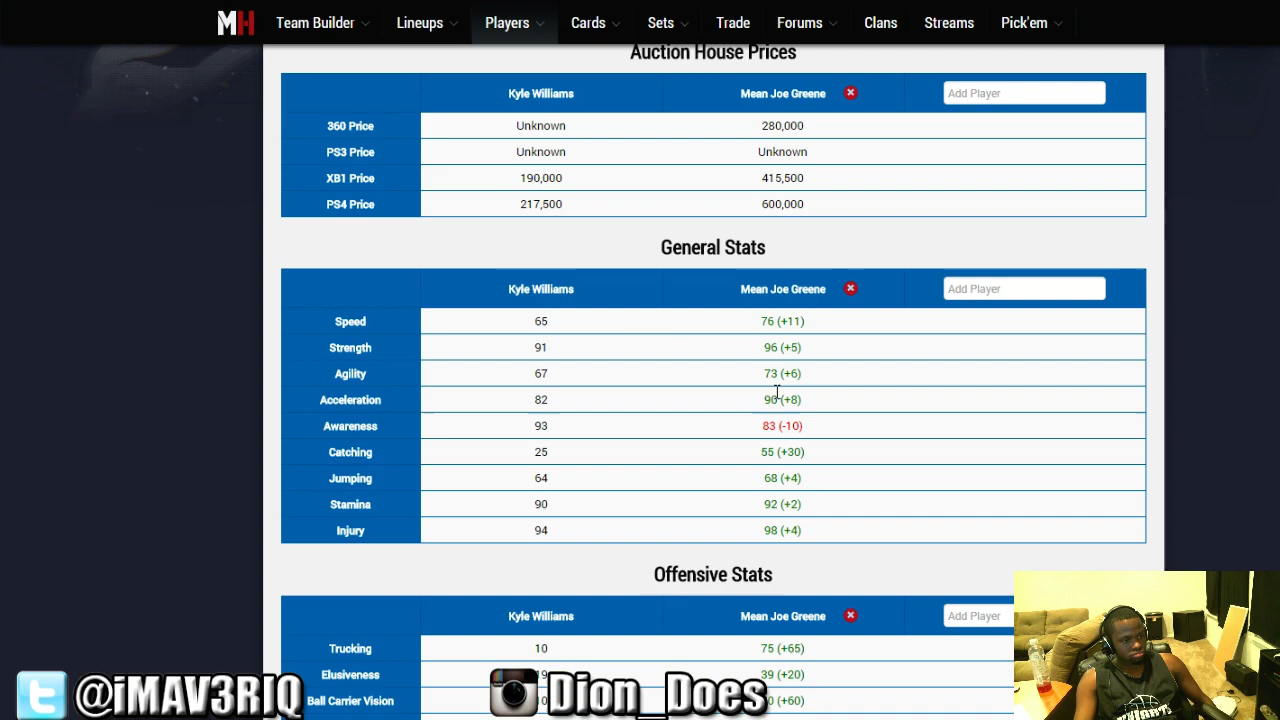 MH Team Builder Lineups Players Cards Sets Trade Forums Clans Streams Pick'em
Auction House Prices
Kyle Williams Mean Joe Greene Add Player
360 Price Unknown 280,000
PS3 Price Unknown Unknown
XB1 Price 190,000 415,500
PS4 Price 217,500 600,000
General Stats
Kyle Williams Mean Joe Greene Add Player
Speed 65 76 (+11)
Strength 91 96 (+5)
Agility 67 73 (+6)
Acceleration 82 90 (+8)
Awareness 93 83 (-10)
Catching 25 55 (+30)
Jumping 64 68 (+4)
Stamina 90 92 (+2)
Injury 94 98 (+4)
Offensive Stats
Kyle Williams Mean Joe Greene Add Player
Trucking 10 75 (+65)
Elusiveness 39 (+20)
Ball Carrier Vision (+60)
@iMAV3RIQ Dion_Does